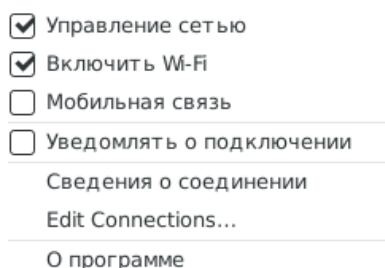 Управление сетью
Включить Wi-Fi
Мобильная связь
Уведомлять о подключении
Сведения о соединении
Edit Connections...
О программе